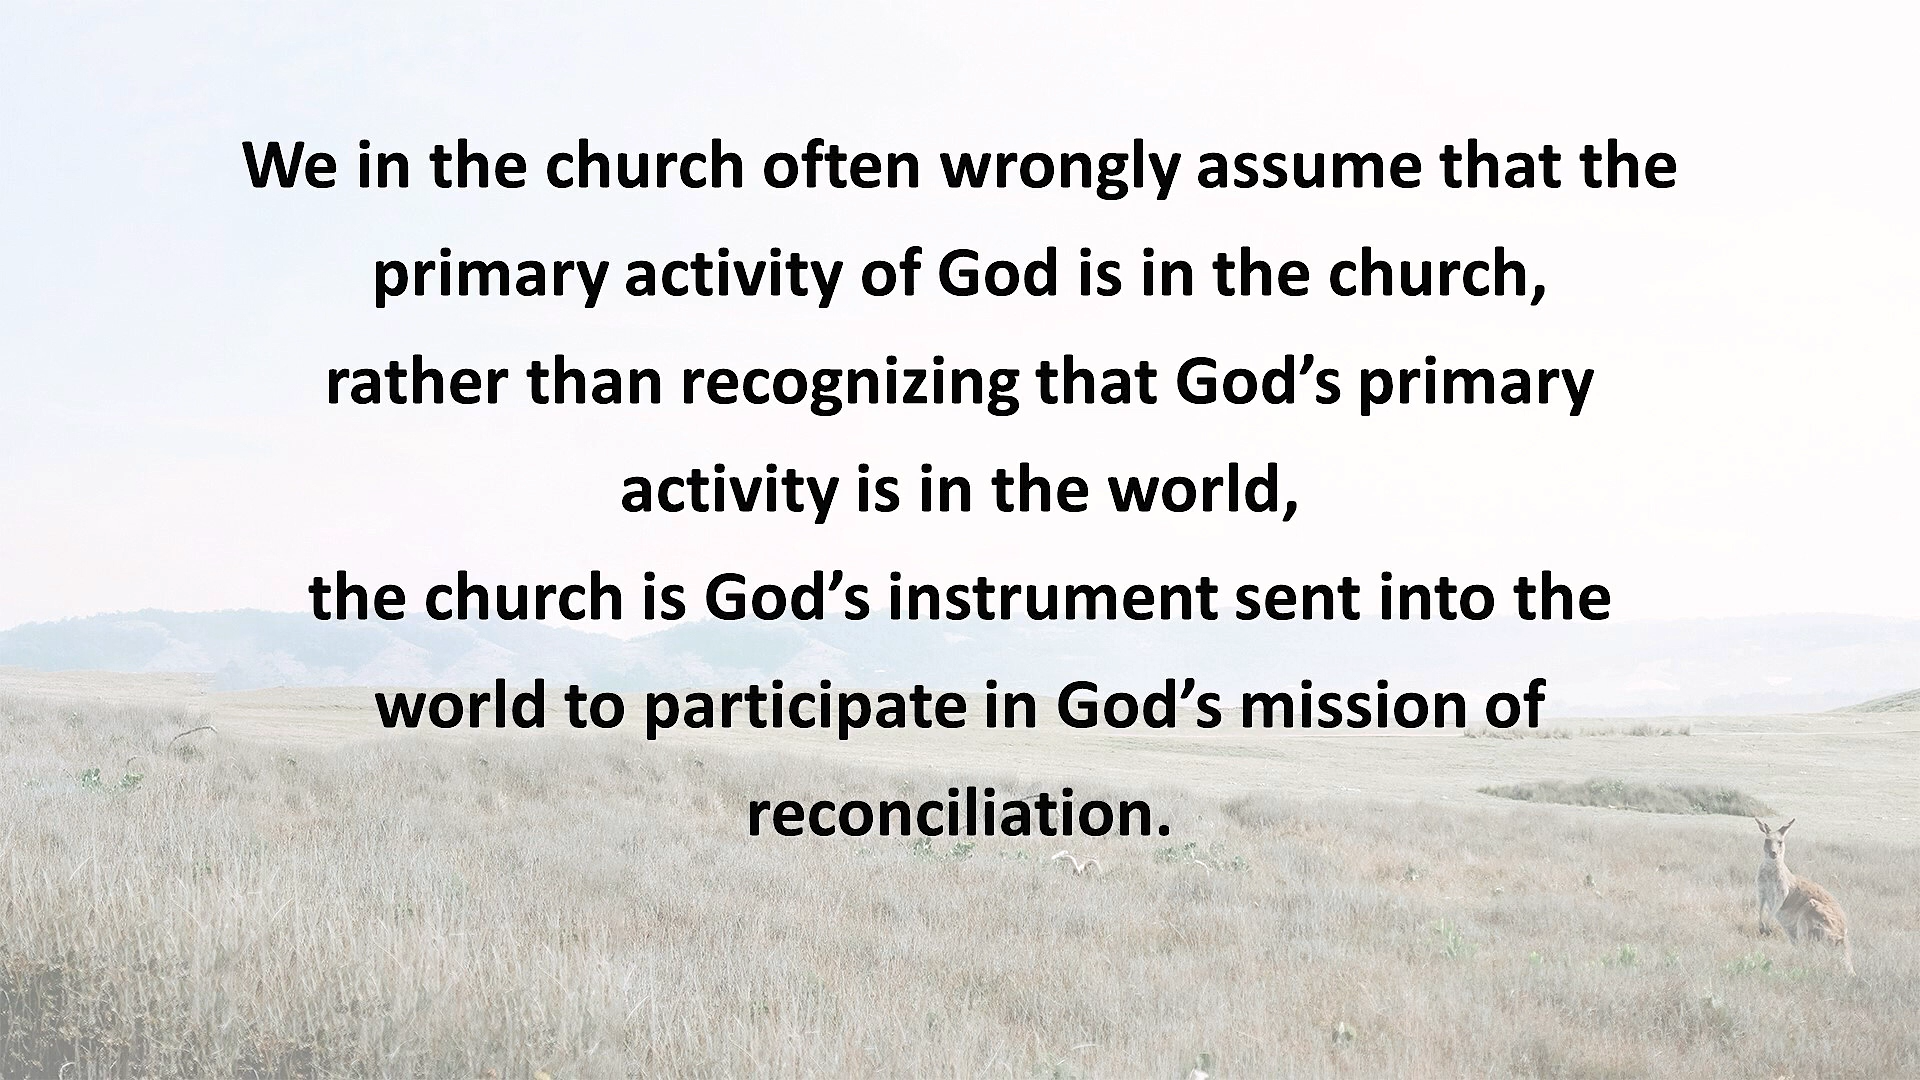 We in the church often wrongly assume that the
primary activity of God is in the church,
rather than recognizing that God’s primary
activity is in the world,
the church is God’s instrument sent into the
world to participate in God’s mission of
reconciliation.